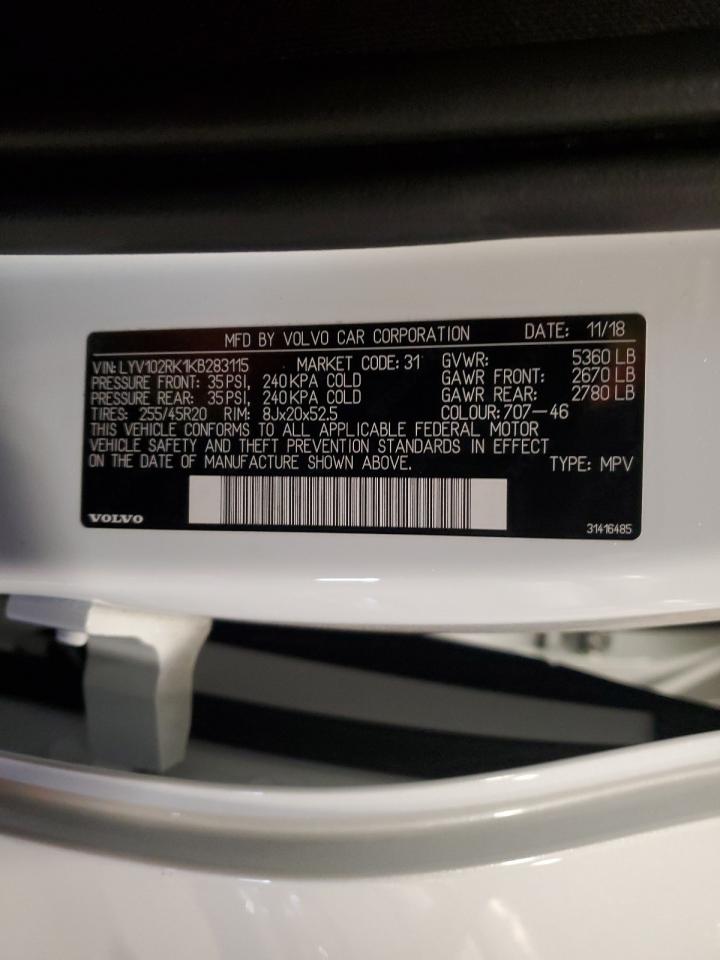 MFD BY VOLVO CAR CORPORATION DATE: 11/18
VIN: LYV102RK1KB283115 MARKET CODE: 31 GVWR: 5360 LB
PRESSURE FRONT: 35 PSI, 240 KPA COLD GAWR FRONT: 2670 LB
PRESSURE REAR: 35 PSI, 240 KPA COLD GAWR REAR: 2780 LB
TIRES: 255/45R20 RIM: 8Jx20x52.5 COLOUR: 707-46
THIS VEHICLE CONFORMS TO ALL APPLICABLE FEDERAL MOTOR
VEHICLE SAFETY AND THEFT PREVENTION STANDARDS IN EFFECT
ON THE DATE OF MANUFACTURE SHOWN ABOVE. TYPE: MPV
VOLVO 31416485